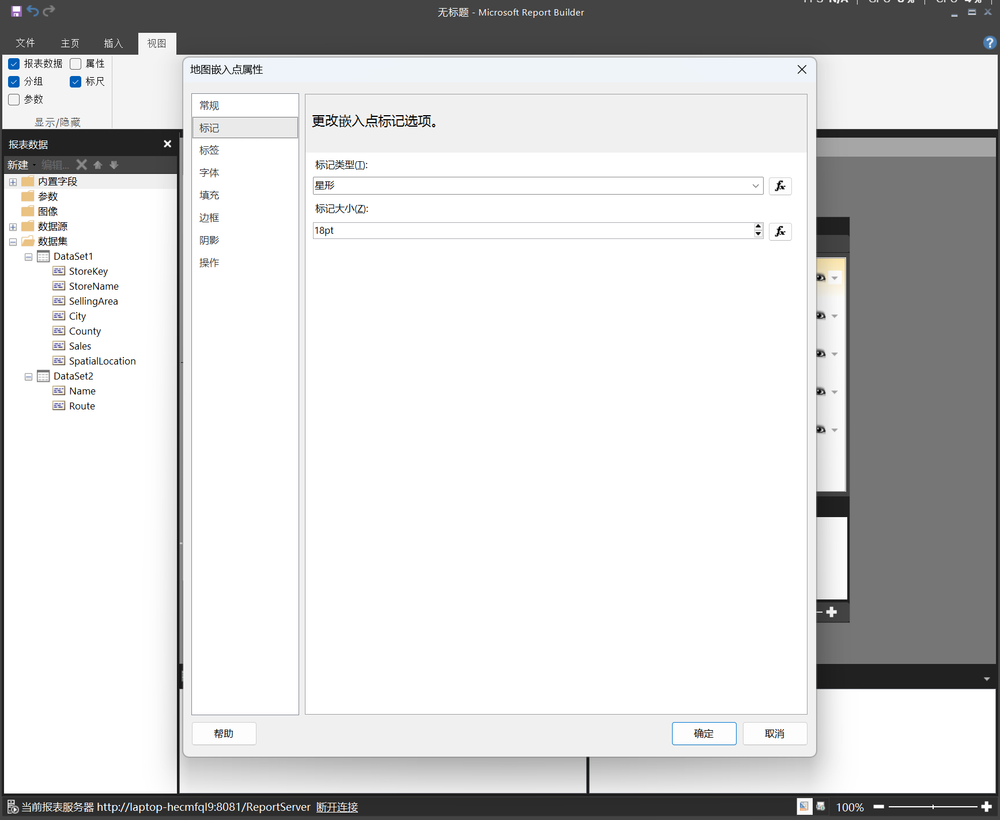 无标题 - Microsoft Report Builder
文件 主页 插入 视图
报表数据 属性
分组 标尺
参数
显示/隐藏
报表数据
新建 编辑...
内置字段
参数
图像
数据源
数据集
DataSet1
StoreKey
StoreName
SellingArea
City
County
Sales
SpatialLocation
DataSet2
Name
Route
地图嵌入点属性
常规
标记
标签
字体
填充
边框
阴影
操作
更改嵌入点标记选项。
标记类型(T):
星形
fx
标记大小(Z):
18pt
fx
帮助 确定 取消
当前报表服务器 http://laptop-hecmfql9:8081/ReportServer 断开连接
100%